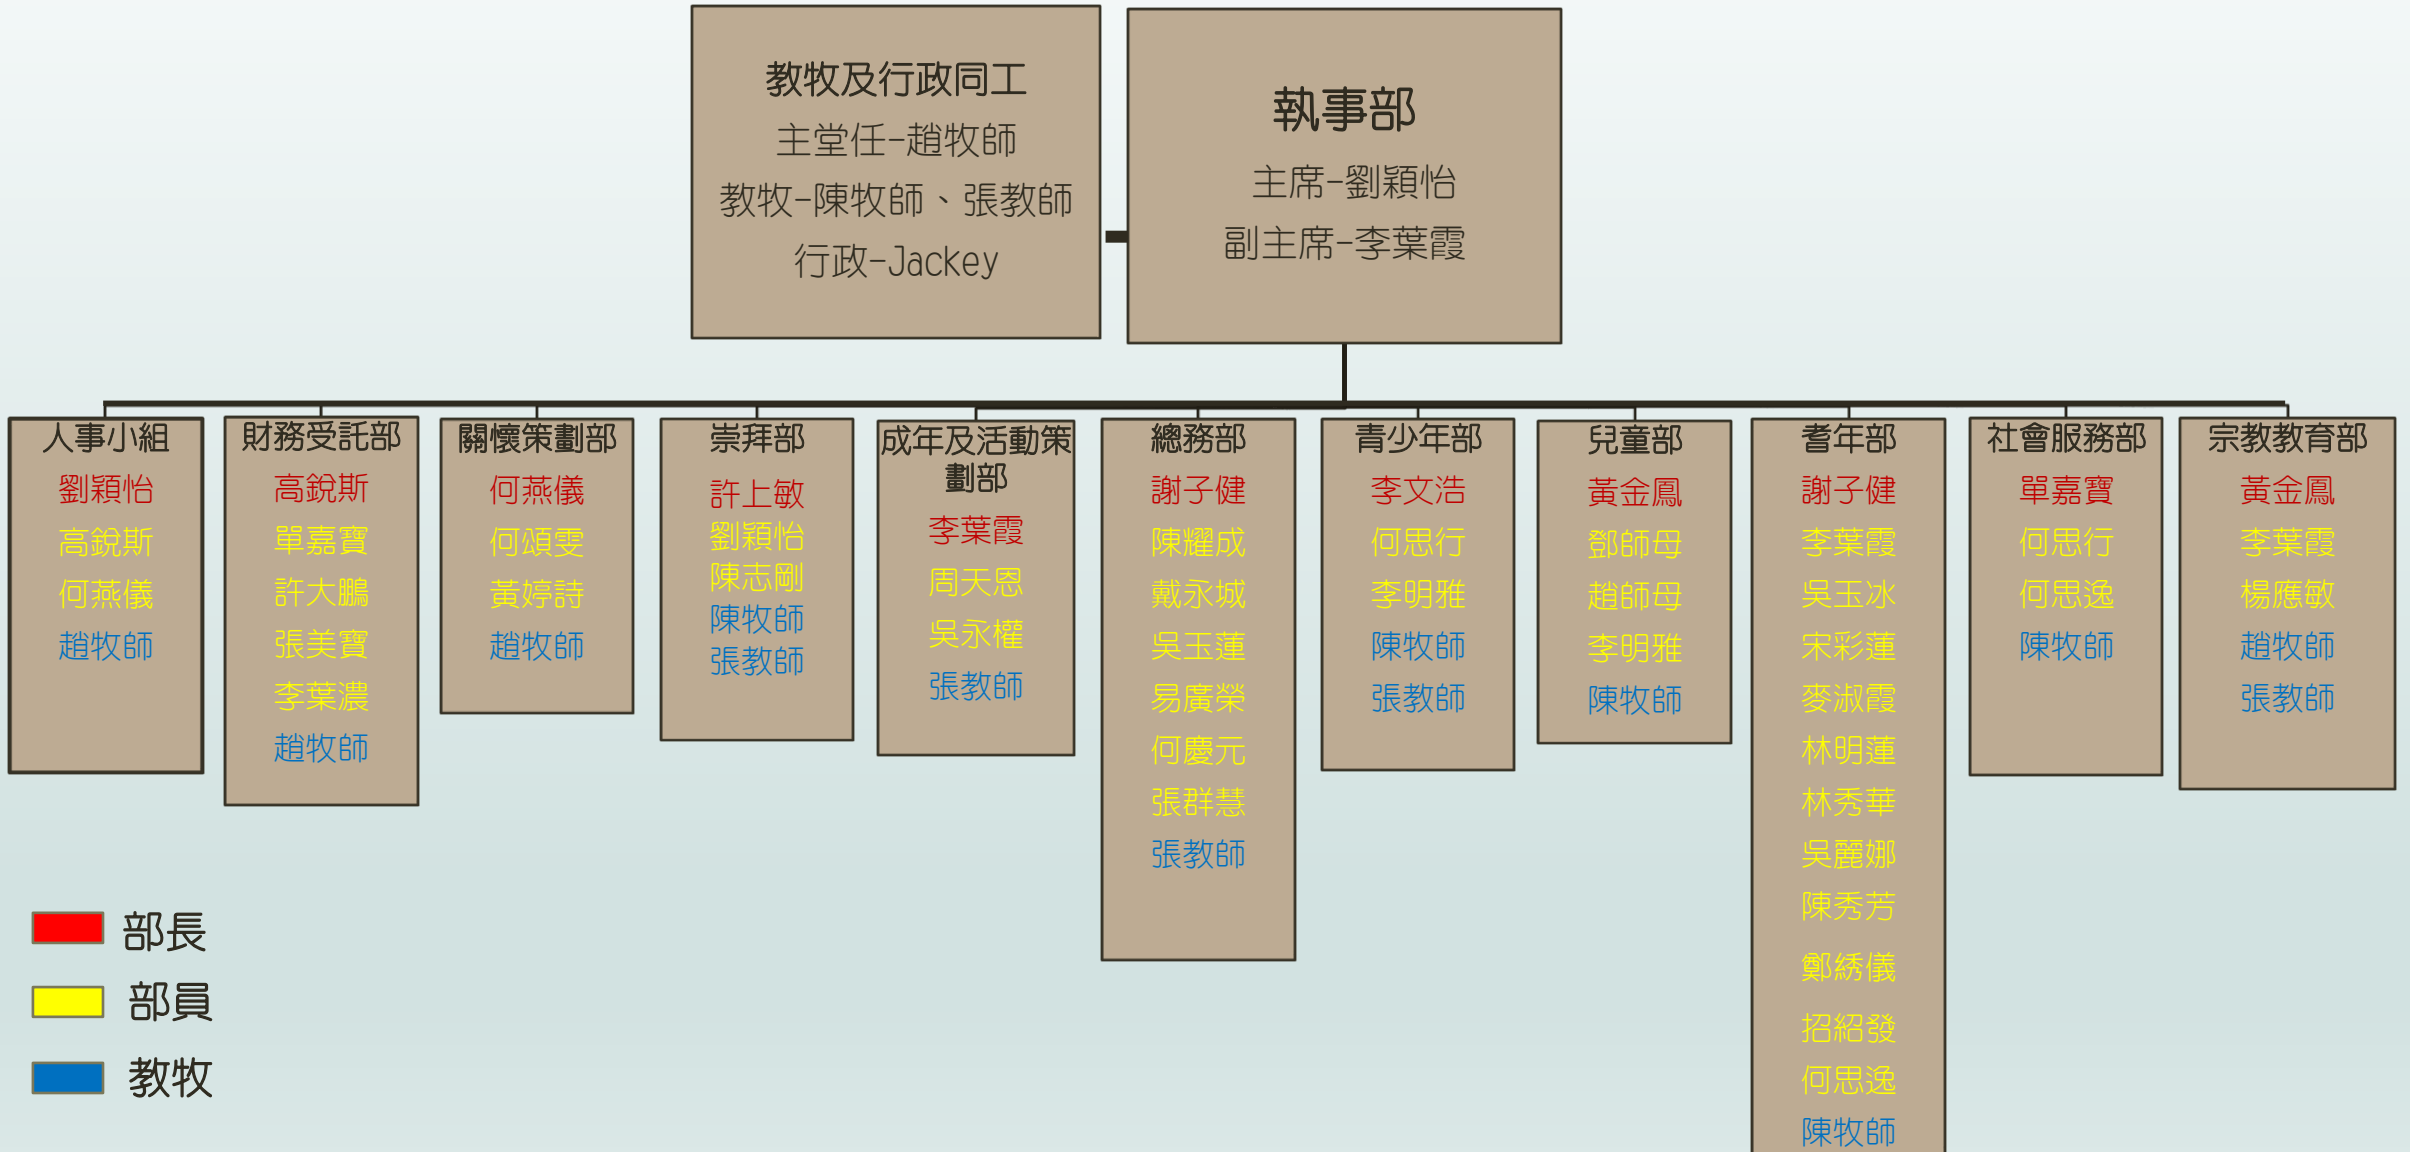 教牧及行政同工
主堂任-趙牧師
教牧-陳牧師、張教師
行政-Jackey
執事部
主席-劉穎怡
副主席-李葉霞
人事小組
劉穎怡
高銳斯
何燕儀
趙牧師
財務受託部
高銳斯
單嘉寶
許大鵬
張美寶
李葉濃
趙牧師
關懷策劃部
何燕儀
何頌雯
黃婷詩
趙牧師
崇拜部
許上敏
劉穎怡
陳志剛
陳牧師
張教師
成年及活動策
劃部
李葉霞
周天恩
吳永權
張教師
總務部
謝子健
陳耀成
戴永城
吳玉蓮
易廣榮
何慶元
張群慧
張教師
青少年部
李文浩
何思行
李明雅
陳牧師
張教師
兒童部
黃金鳳
鄧師母
趙師母
李明雅
陳牧師
耆年部
謝子健
李葉霞
吳玉冰
宋彩蓮
麥淑霞
林明蓮
林秀華
吳麗娜
陳秀芳
鄭綉儀
招紹發
何思逸
陳牧師
社會服務部
單嘉寶
何思行
何思逸
陳牧師
宗教教育部
黃金鳳
李葉霞
楊應敏
趙牧師
張教師
部長
部員
教牧